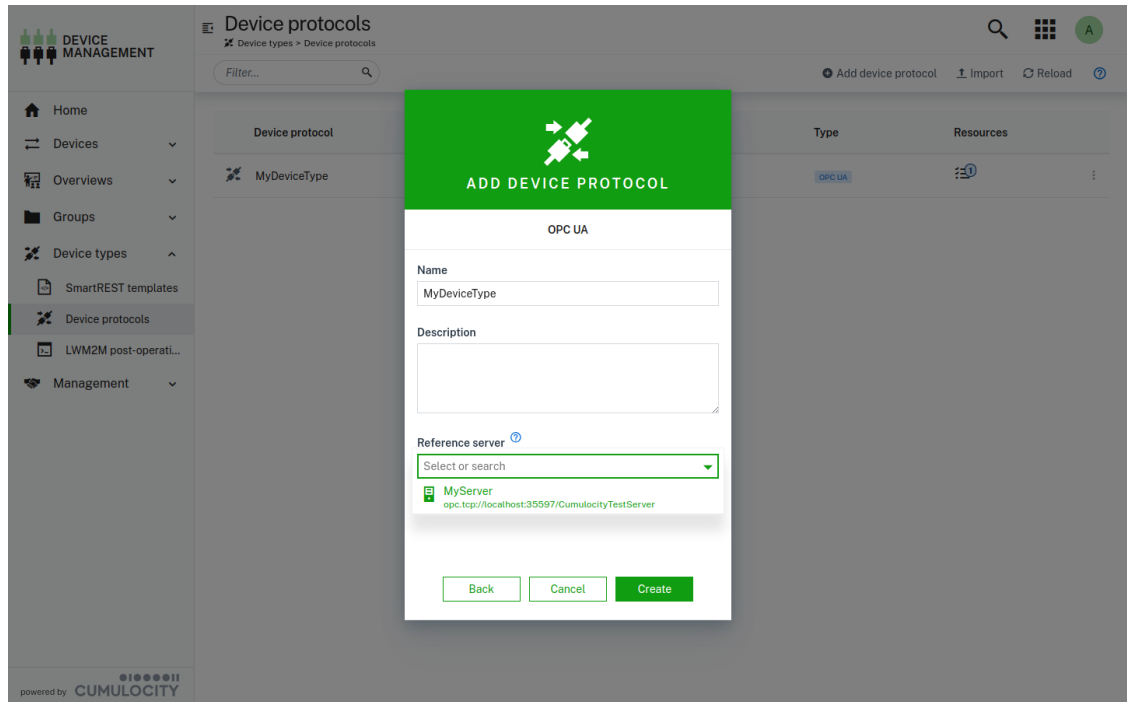 DEVICE
MANAGEMENT
Device protocols
Device types > Device protocols
A
Filter...
Add device protocol
Import
Reload
Home
Devices
Overviews
Groups
Device types
SmartREST templates
Device protocols
LWM2M post-operati...
Management
powered by CUMULOCITY
Device protocol
Type
Resources
MyDeviceType
OPC UA
1
ADD DEVICE PROTOCOL
OPC UA
Name
MyDeviceType
Description
Reference server
Select or search
MyServer
opc.tcp://localhost:35597/CumulocityTestServer
Back
Cancel
Create